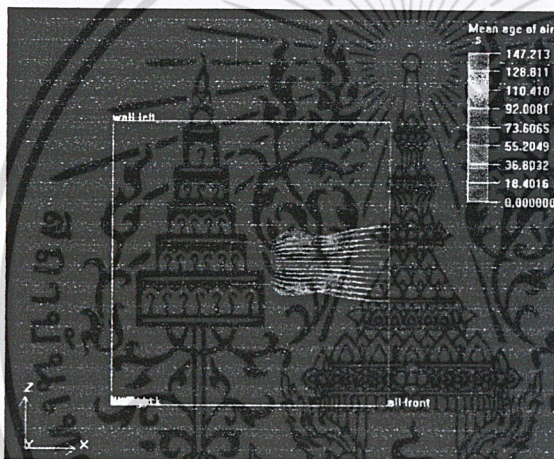 Mean age of air
s
147.213
128.811
110.410
92.0081
73.6065
55.2049
36.8032
18.4016
0.000000
wall left
Z
Y
X
all-front